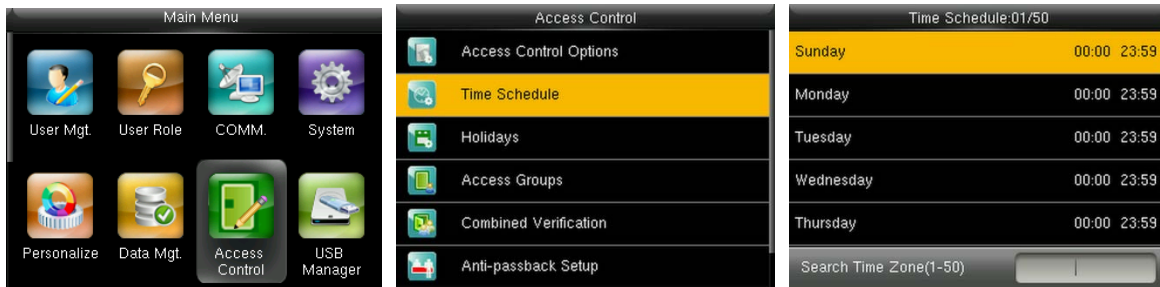 Main Menu
User Mgt.
User Role
COMM.
System
Personalize
Data Mgt.
Access Control
USB Manager
Access Control
Access Control Options
Time Schedule
Holidays
Access Groups
Combined Verification
Anti-passback Setup
Time Schedule:01/50
Sunday 00:00 23:59
Monday 00:00 23:59
Tuesday 00:00 23:59
Wednesday 00:00 23:59
Thursday 00:00 23:59
Search Time Zone(1-50)